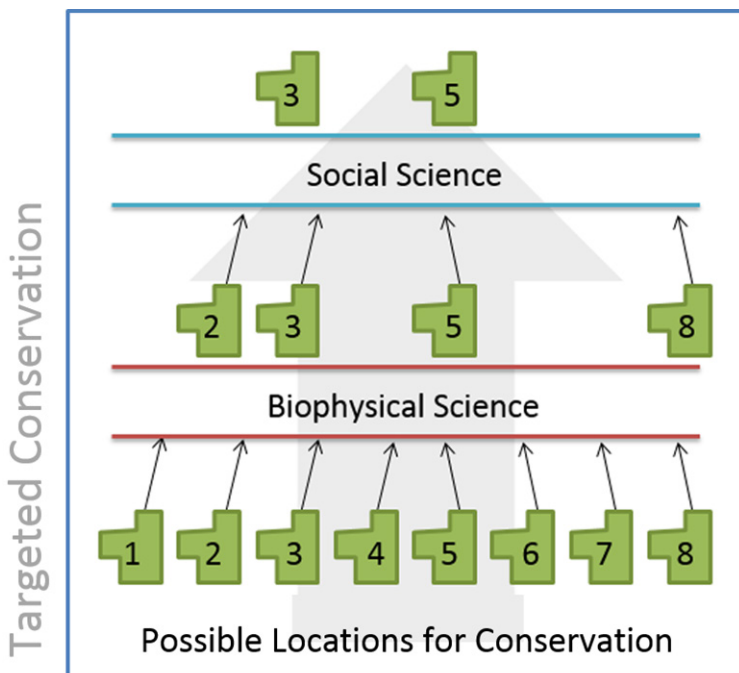 Targeted Conservation
3 5
Social Science
2 3 5 8
Biophysical Science
1 2 3 4 5 6 7 8
Possible Locations for Conservation